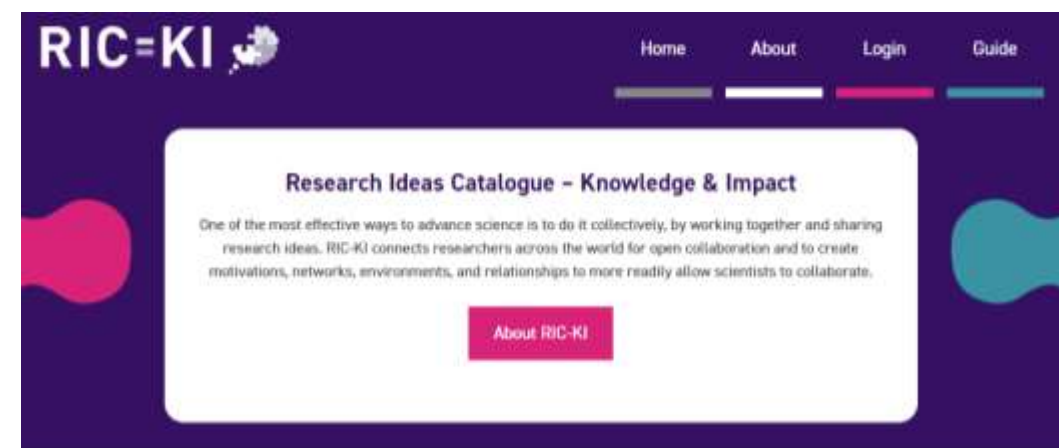 RIC=KI
Home About Login Guide
Research Ideas Catalogue – Knowledge & Impact
One of the most effective ways to advance science is to do it collectively, by working together and sharing
research ideas. RIC-KI connects researchers across the world for open collaboration and to create
motivations, networks, environments, and relationships to more readily allow scientists to collaborate.
About RIC-KI